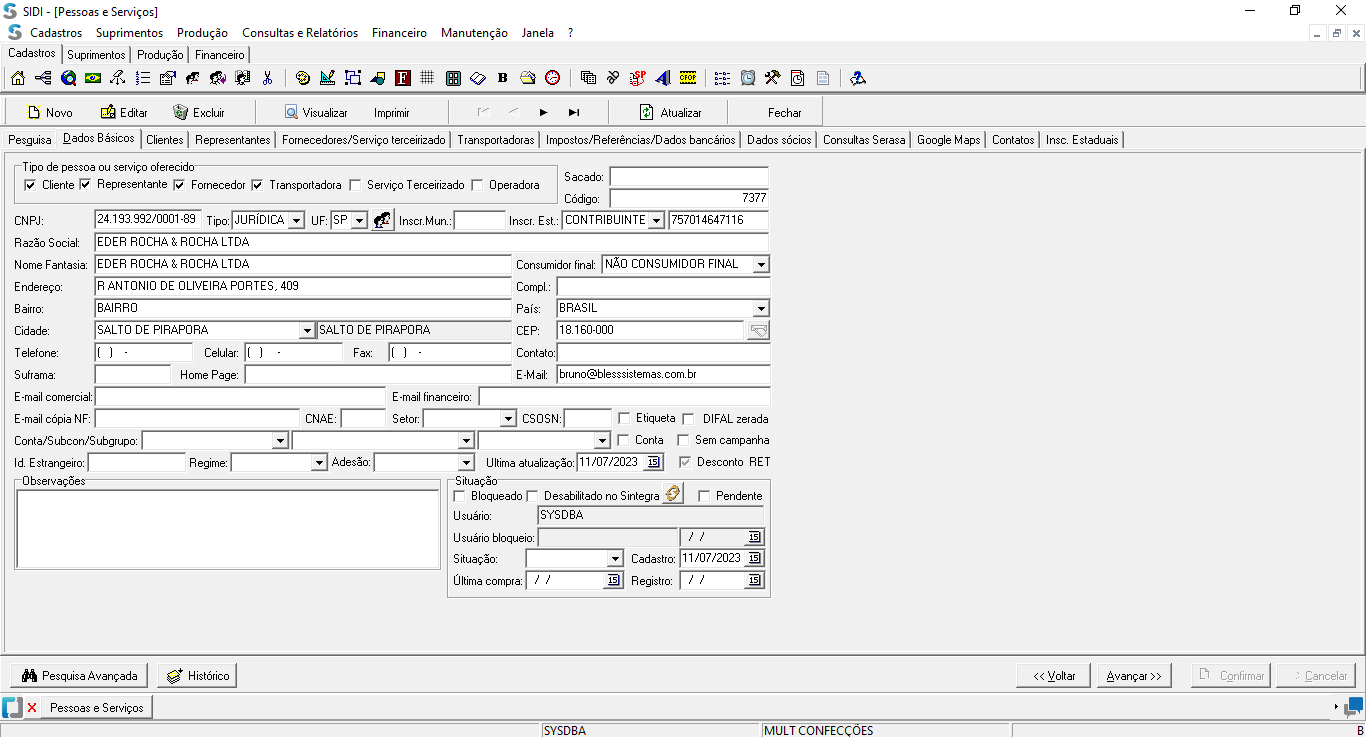 SIDI - [Pessoas e Serviços]
Cadastros Suprimentos Produção Consultas e Relatórios Financeiro Manutenção Janela ?
Cadastros Suprimentos Produção Financeiro
Novo Editar Excluir Visualizar Imprimir Atualizar Fechar
Pesquisa Dados Básicos Clientes Representantes Fornecedores/Serviço terceirizado Transportadoras Impostos/Referências/Dados bancários Dados sócios Consultas Serasa Google Maps Contatos Insc. Estaduais
Tipo de pessoa ou serviço oferecido
Cliente Representante Fornecedor Transportadora Serviço Terceirizado Operadora
Sacado:
Código: 7377
CNPJ: 24.193.992/0001-89 Tipo: JURÍDICA UF: SP Inscr.Mun.: Inscr. Est.: CONTRIBUINTE 757014647116
Razão Social: EDER ROCHA & ROCHA LTDA
Nome Fantasia: EDER ROCHA & ROCHA LTDA Consumidor final: NÃO CONSUMIDOR FINAL
Endereço: R ANTONIO DE OLIVEIRA PORTES, 409 Compl.:
Bairro: BAIRRO País: BRASIL
Cidade: SALTO DE PIRAPORA SALTO DE PIRAPORA CEP: 18.160-000
Telefone: ( ) - Celular: ( ) - Fax: ( ) - Contato:
Suframa: Home Page: E-Mail: bruno@blesssistemas.com.br
E-mail comercial: E-mail financeiro:
E-mail cópia NF: CNAE: Setor: CSOSN: Etiqueta DIFAL zerada
Conta/Subcon/Subgrupo: Conta Sem campanha
Id. Estrangeiro: Regime: Adesão: Ultima atualização: 11/07/2023 15 Desconto RET
Observações
Situação
Bloqueado Desabilitado no Sintegra Pendente
Usuário: SYSDBA
Usuário bloqueio: / / 15
Situação: Cadastro: 11/07/2023 15
Última compra: / / 15 Registro: / / 15
Pesquisa Avançada Histórico << Voltar Avançar >> Confirmar Cancelar
Pessoas e Serviços
SYSDBA MULT CONFECÇÕES B